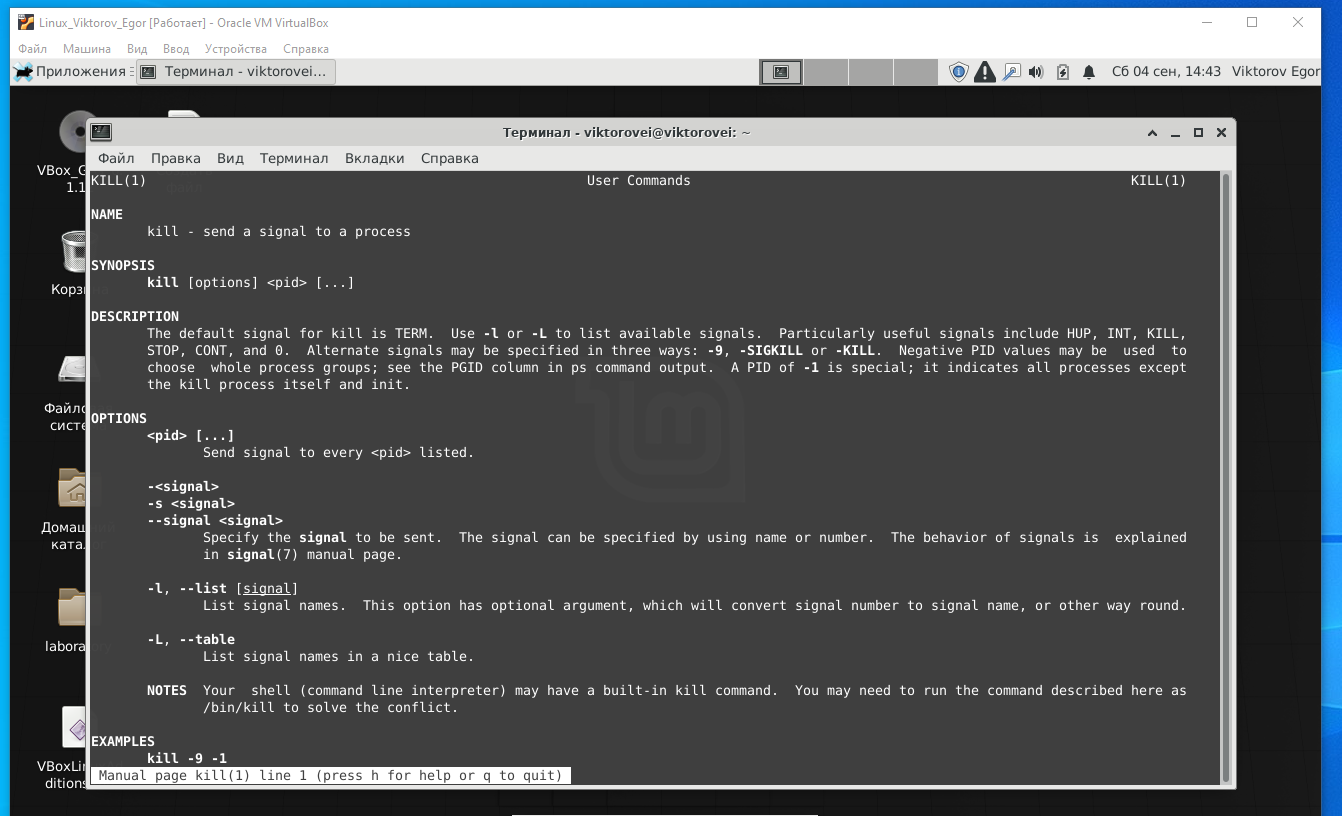 Linux_Viktorov_Egor [Работает] - Oracle VM VirtualBox
Файл Машина Вид Ввод Устройства Справка
Приложения Терминал - viktorovei... Сб 04 сен, 14:43 Viktorov Egor
Терминал - viktorovei@viktorovei: ~
Файл Правка Вид Терминал Вкладки Справка
KILL(1) User Commands KILL(1)
NAME
kill - send a signal to a process
SYNOPSIS
kill [options] <pid> [...]
DESCRIPTION
The default signal for kill is TERM. Use -l or -L to list available signals. Particularly useful signals include HUP, INT, KILL,
STOP, CONT, and 0. Alternate signals may be specified in three ways: -9, -SIGKILL or -KILL. Negative PID values may be used to
choose whole process groups; see the PGID column in ps command output. A PID of -1 is special; it indicates all processes except
the kill process itself and init.
OPTIONS
<pid> [...]
Send signal to every <pid> listed.
-<signal>
-s <signal>
--signal <signal>
Specify the signal to be sent. The signal can be specified by using name or number. The behavior of signals is explained
in signal(7) manual page.
-l, --list [signal]
List signal names. This option has optional argument, which will convert signal number to signal name, or other way round.
-L, --table
List signal names in a nice table.
NOTES Your shell (command line interpreter) may have a built-in kill command. You may need to run the command described here as
/bin/kill to solve the conflict.
EXAMPLES
kill -9 -1
Manual page kill(1) line 1 (press h for help or q to quit)
VBox_G
1.1
Корз
Файло
систе
Домаш
ката
labora
VBoxLi
ditions